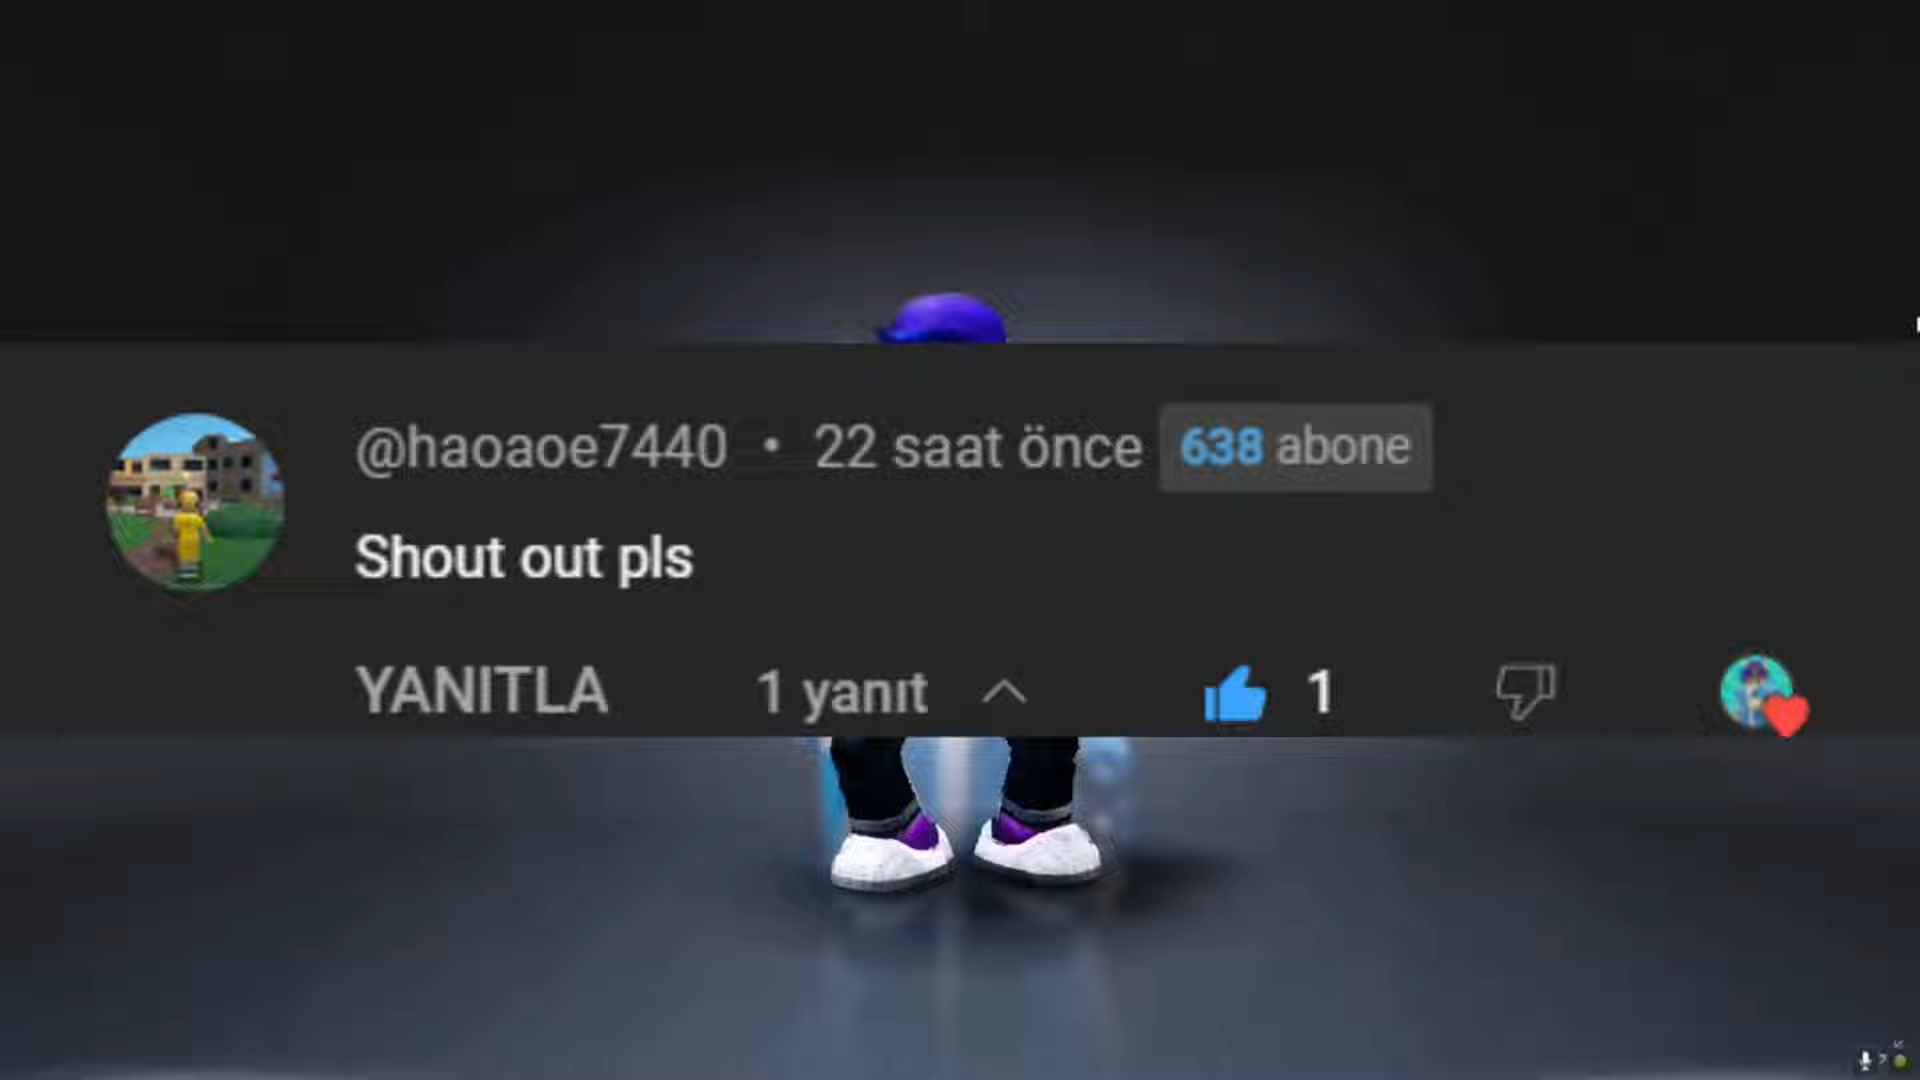 @haoaoe7440 • 22 saat önce 638 abone
Shout out pls
YANITLA 1 yanıt 1